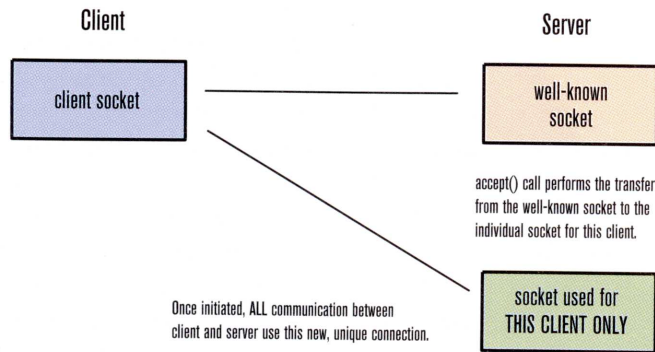 Client
Server
client socket
well-known
socket
accept() call performs the transfer
from the well-known socket to the
individual socket for this client.
Once initiated, ALL communication between
client and server use this new, unique connection.
socket used for
THIS CLIENT ONLY